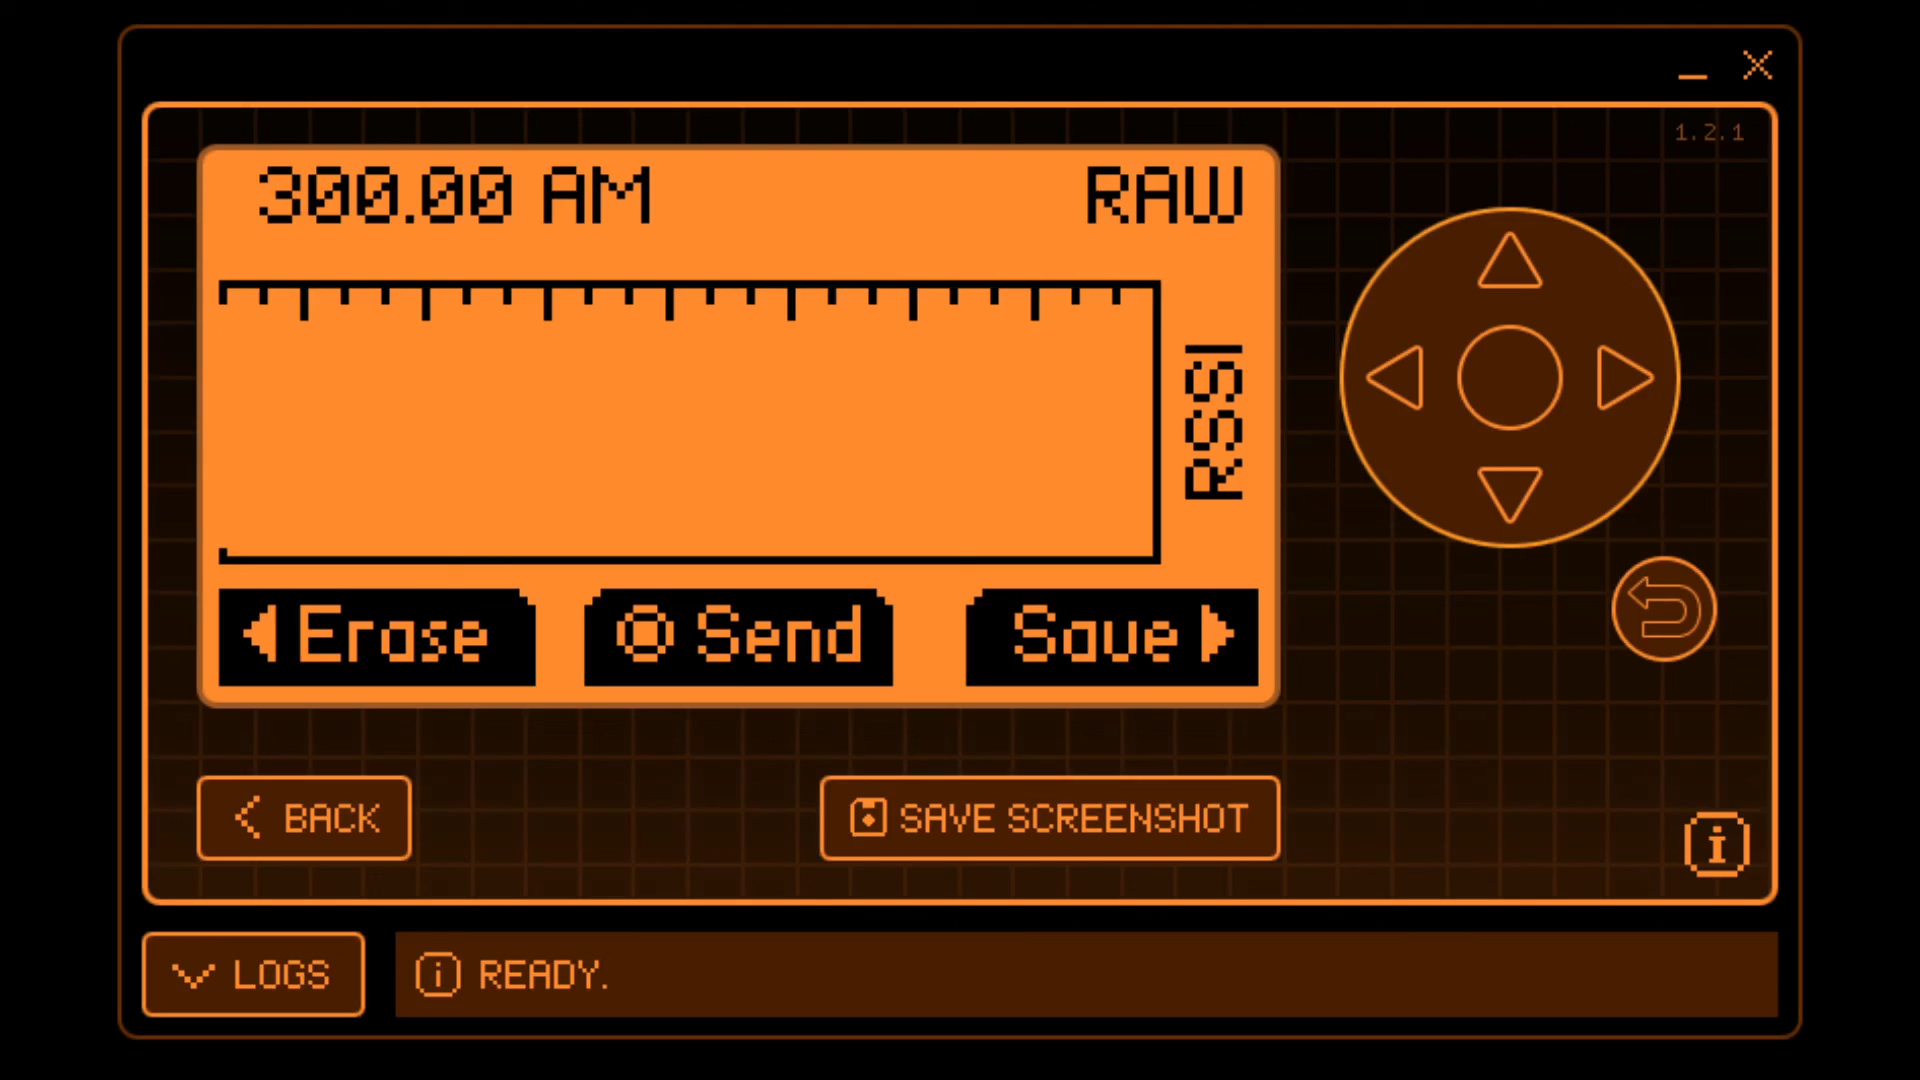 1.2.1
300.00 AM RAW
RSSI
Erase Send Save
BACK SAVE SCREENSHOT
LOGS READY.